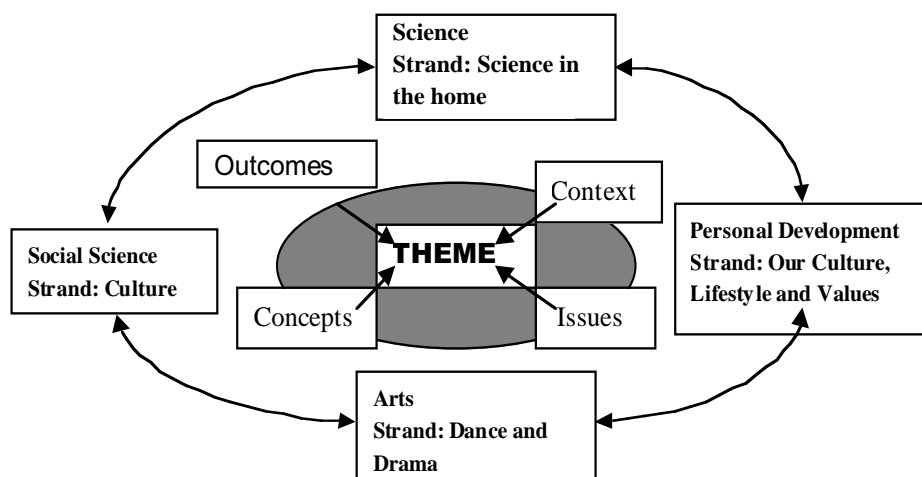 Science
Strand: Science in
the home
Outcomes
Context
THEME
Social Science
Strand: Culture
Personal Development
Strand: Our Culture,
Lifestyle and Values
Concepts
Issues
Arts
Strand: Dance and
Drama